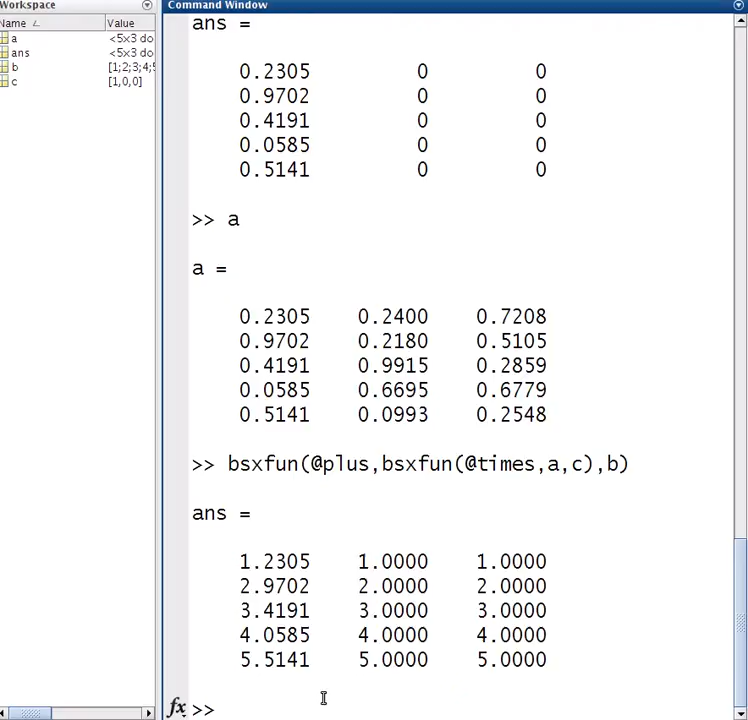 Workspace
Name
Value
a
<5x3 do
ans
<5x3 do
b
[1;2;3;4;5
c
[1,0,0]
Command Window
ans =
0.2305 0 0
0.9702 0 0
0.4191 0 0
0.0585 0 0
0.5141 0 0
>> a
a =
0.2305 0.2400 0.7208
0.9702 0.2180 0.5105
0.4191 0.9915 0.2859
0.0585 0.6695 0.6779
0.5141 0.0993 0.2548
>> bsxfun(@plus,bsxfun(@times,a,c),b)
ans =
1.2305 1.0000 1.0000
2.9702 2.0000 2.0000
3.4191 3.0000 3.0000
4.0585 4.0000 4.0000
5.5141 5.0000 5.0000
fx >>